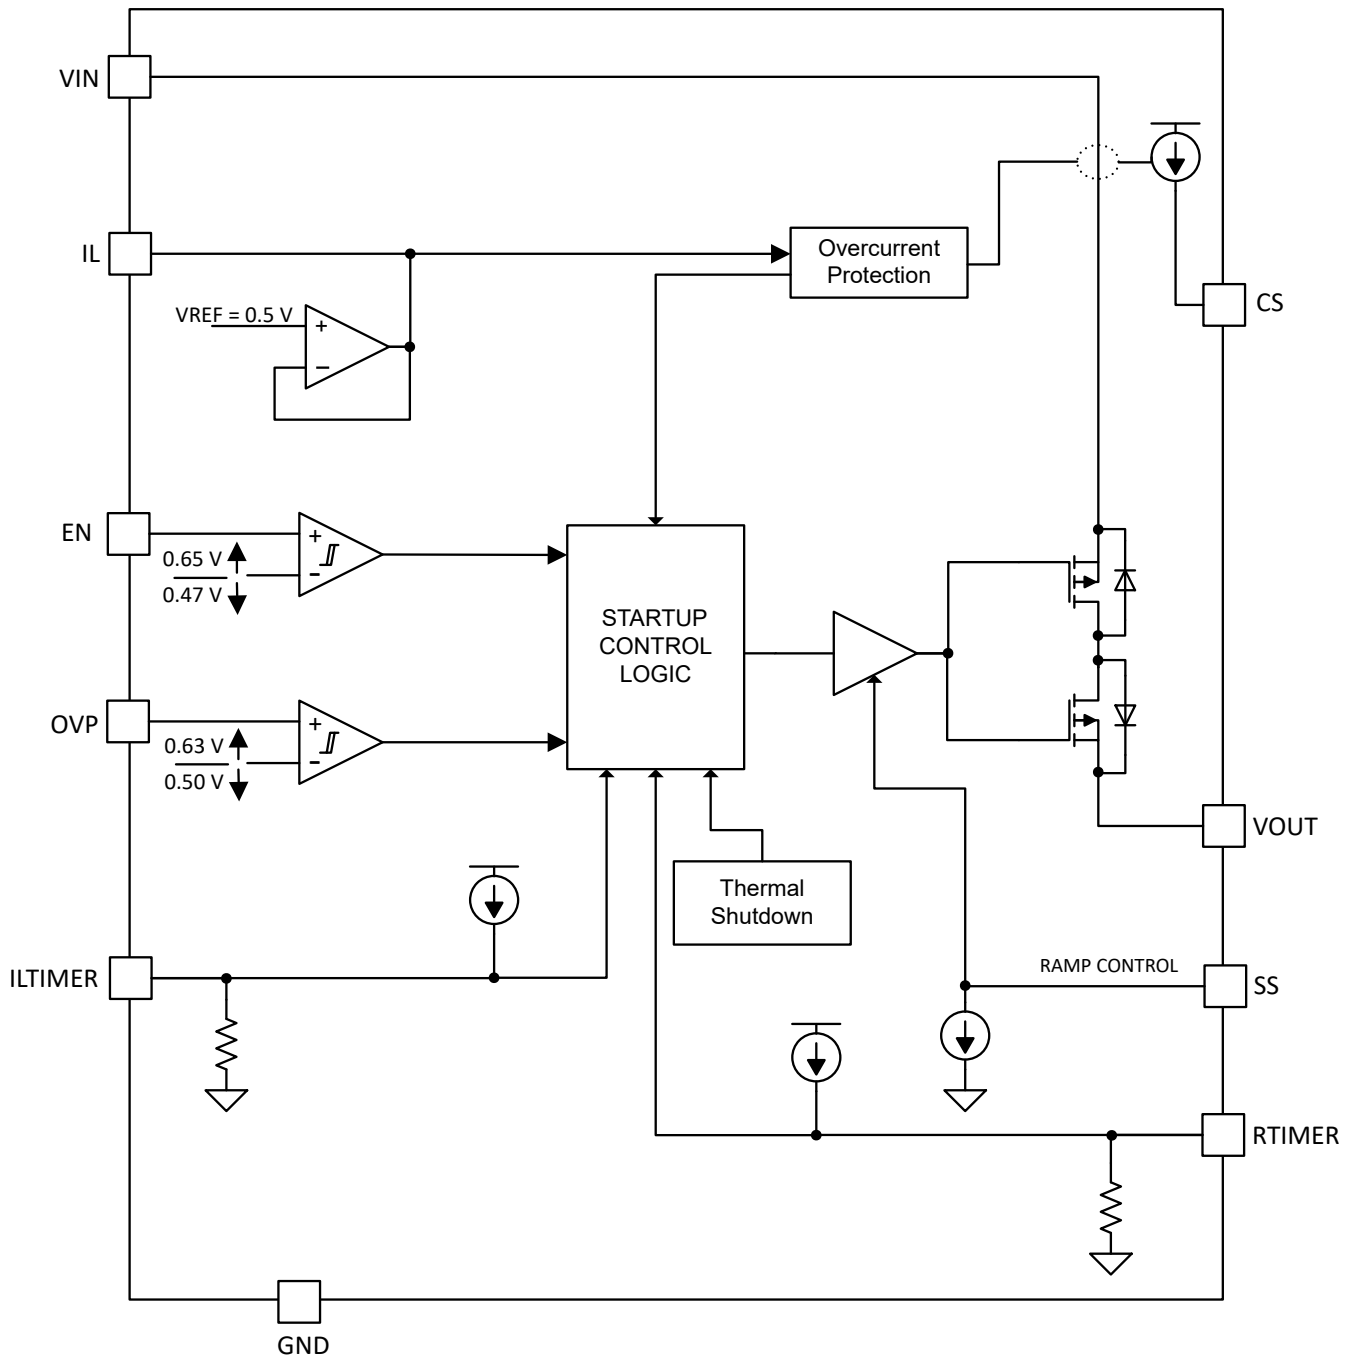 VIN
IL
Overcurrent
Protection
CS
VREF = 0.5 V
+
−
EN
+
0.65 V
−
0.47 V
STARTUP
CONTROL
LOGIC
OVP
+
0.63 V
−
0.50 V
VOUT
Thermal
Shutdown
ILTIMER
RAMP CONTROL
SS
RTIMER
GND